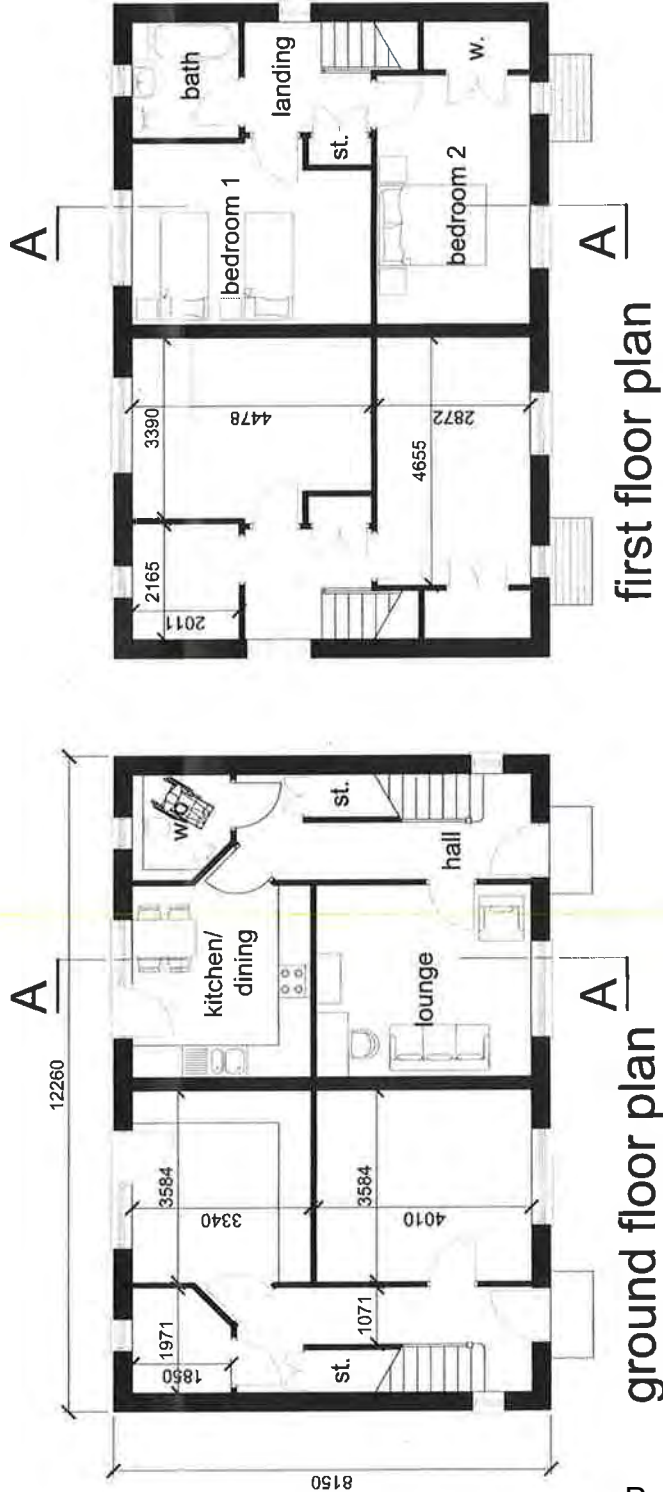 A
bath
landing
bedroom 1
st.
w.
bedroom 2
3390
4478
2165
2011
4655
2872
A
first floor plan
12260
A
w
st.
kitchen/
dining
hall
lounge
3584
3340
1971
1850
3584
4010
1071
st.
8150
A
ground floor plan